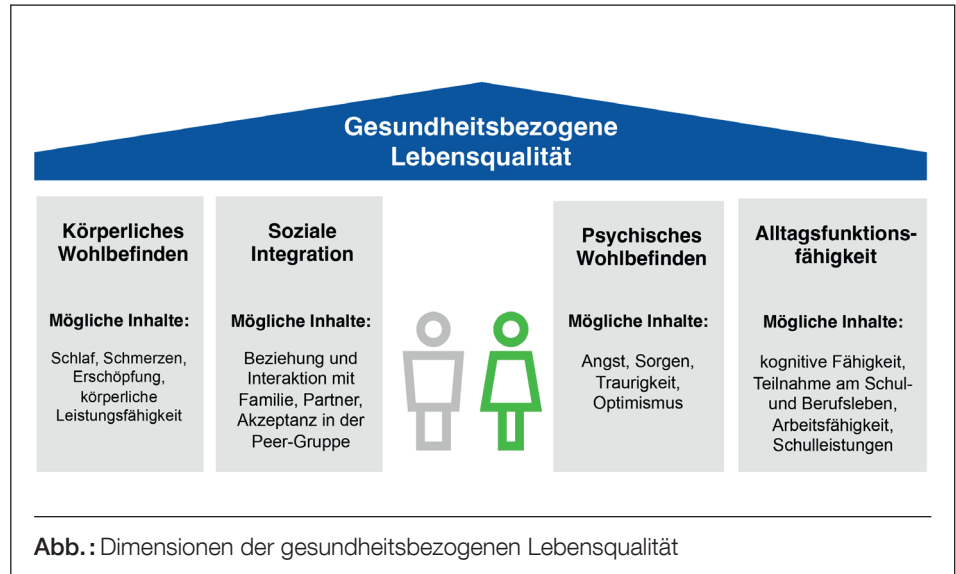 Gesundheitsbezogene
Lebensqualität
Körperliches
Wohlbefinden
Mögliche Inhalte:
Schlaf, Schmerzen,
Erschöpfung,
körperliche
Leistungsfähigkeit
Soziale
Integration
Mögliche Inhalte:
Beziehung und
Interaktion mit
Familie, Partner,
Akzeptanz in der
Peer-Gruppe
Psychisches
Wohlbefinden
Mögliche Inhalte:
Angst, Sorgen,
Traurigkeit,
Optimismus
Alltagsfunktions-
fähigkeit
Mögliche Inhalte:
kognitive Fähigkeit,
Teilnahme am Schul-
und Berufsleben,
Arbeitsfähigkeit,
Schulleistungen
Abb.: Dimensionen der gesundheitsbezogenen Lebensqualität